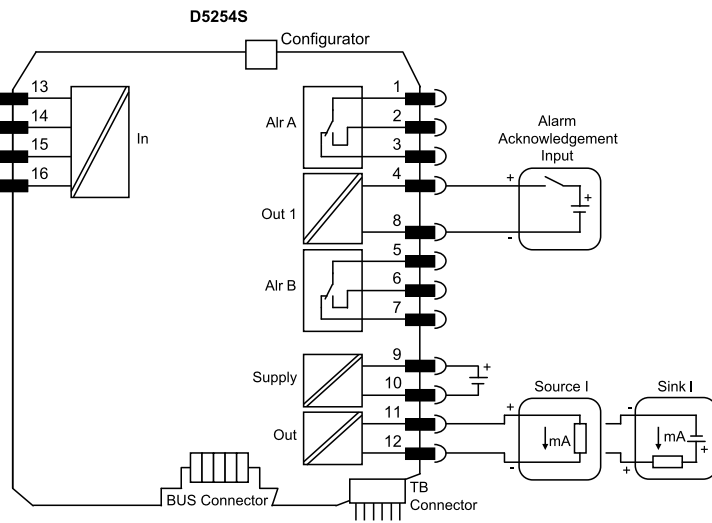 D5254S
Configurator
13
14
15
16
In
Alr A
1
2
3
4
Out 1
8
Alr B
5
6
7
Supply
9
10
Out
11
12
Alarm
Acknowledgement
Input
+
-
+
+
Source I
+
mA
-
Sink I
-
mA
+
+
BUS Connector
TB
Connector